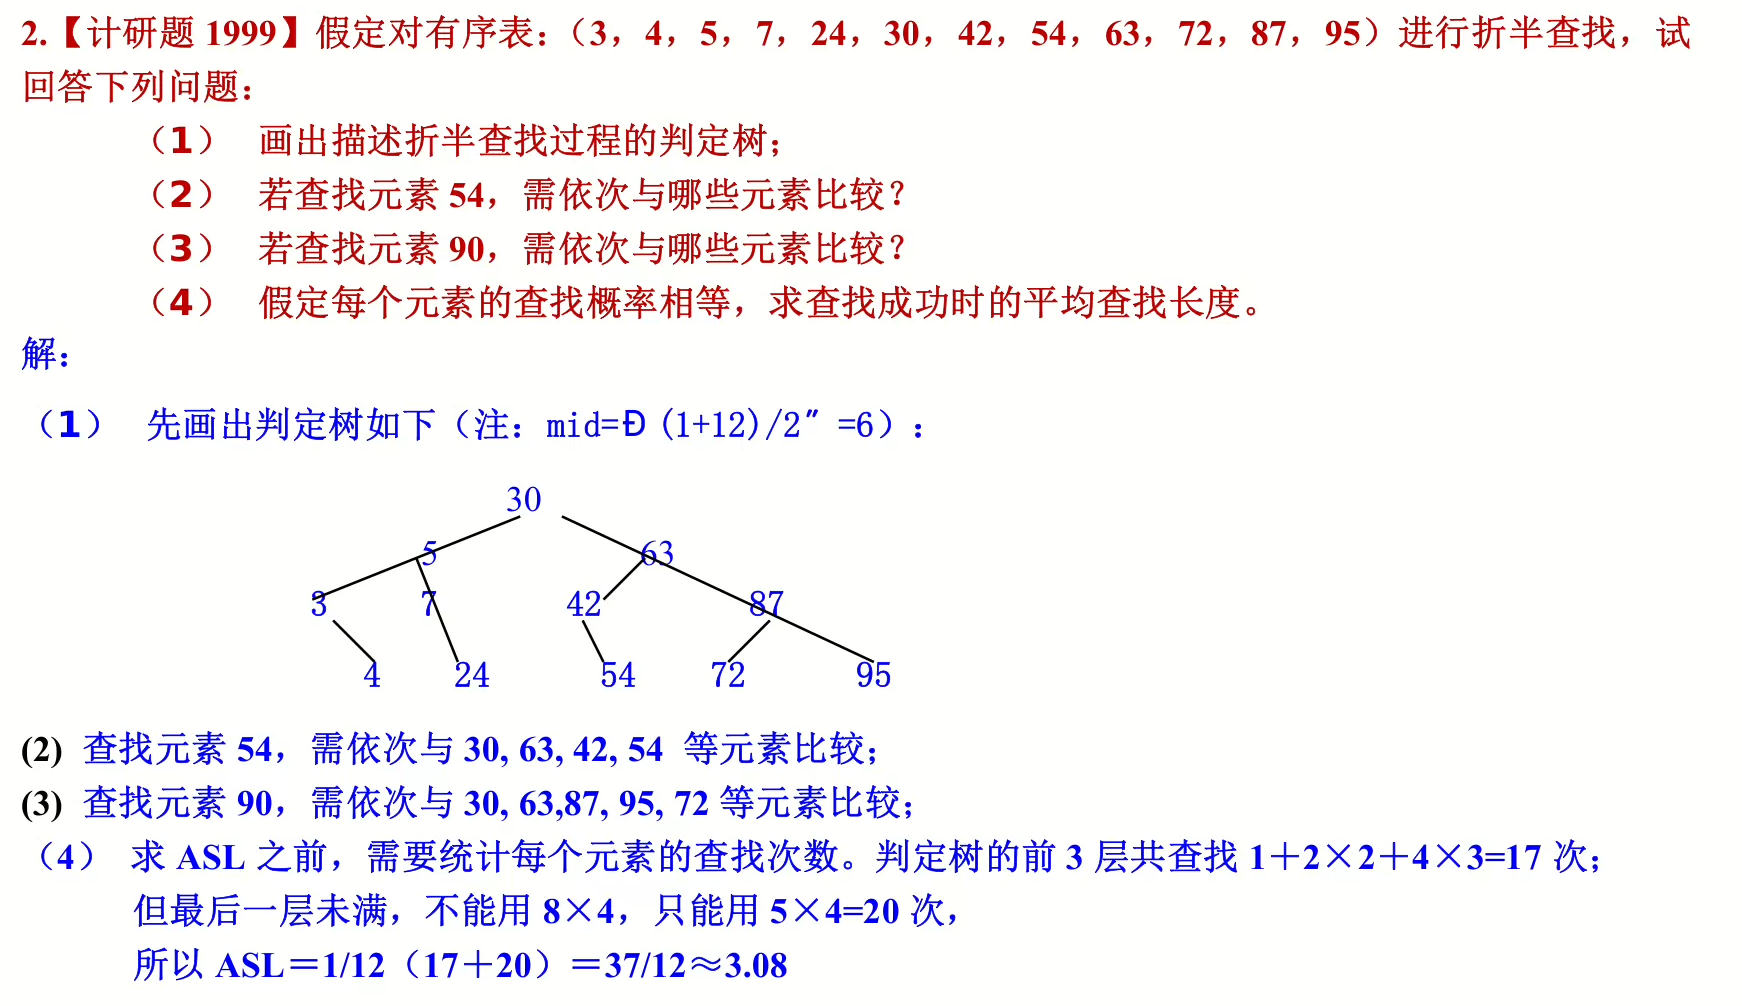 2.【计研题 1999】假定对有序表：（3，4，5，7，24，30，42，54，63，72，87，95）进行折半查找，试
回答下列问题：
（1） 画出描述折半查找过程的判定树；
（2） 若查找元素 54，需依次与哪些元素比较？
（3） 若查找元素 90，需依次与哪些元素比较？
（4） 假定每个元素的查找概率相等，求查找成功时的平均查找长度。
解：
（1） 先画出判定树如下（注：mid=Ð (1+12)/2″ =6）：
30
5 63
3 7 42 87
4 24 54 72 95
(2) 查找元素 54，需依次与 30, 63, 42, 54 等元素比较；
(3) 查找元素 90，需依次与 30, 63,87, 95, 72 等元素比较；
（4） 求 ASL 之前，需要统计每个元素的查找次数。判定树的前 3 层共查找 1＋2×2＋4×3=17 次；
但最后一层未满，不能用 8×4，只能用 5×4=20 次，
所以 ASL＝1/12（17＋20）＝37/12≈3.08